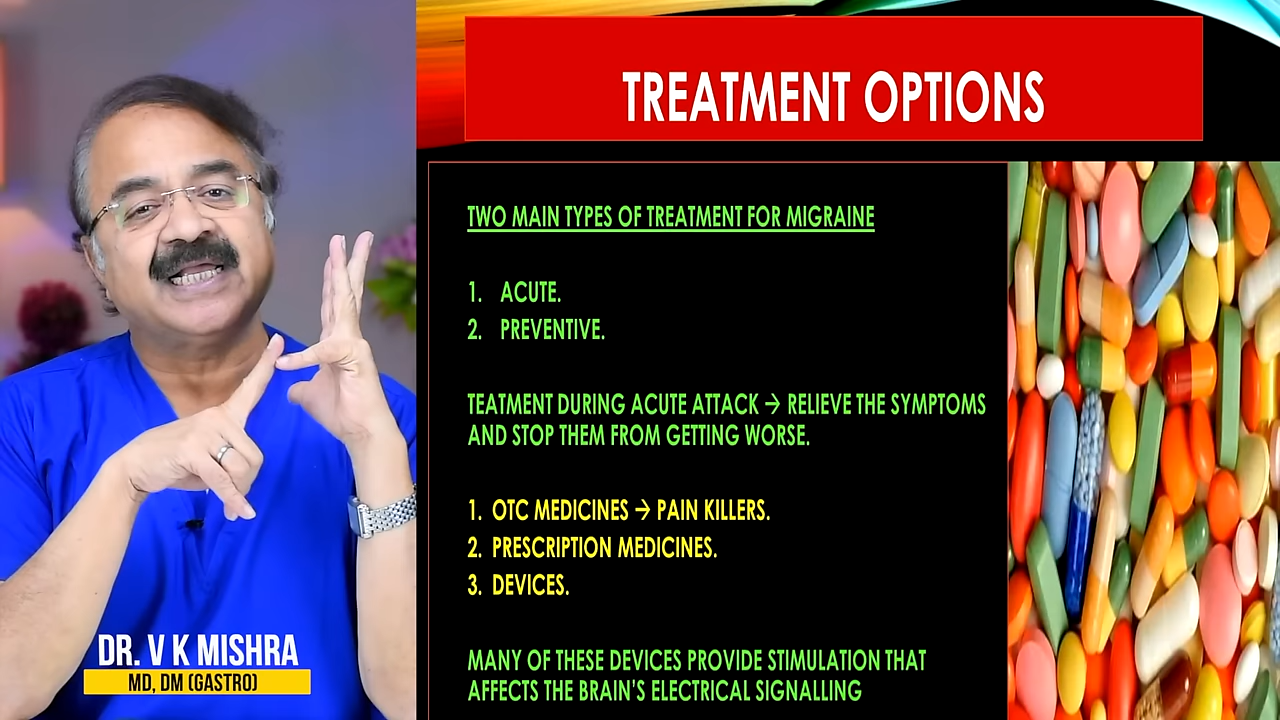 TREATMENT OPTIONS
TWO MAIN TYPES OF TREATMENT FOR MIGRAINE
1. ACUTE.
2. PREVENTIVE.
TEATMENT DURING ACUTE ATTACK → RELIEVE THE SYMPTOMS
AND STOP THEM FROM GETTING WORSE.
1. OTC MEDICINES → PAIN KILLERS.
2. PRESCRIPTION MEDICINES.
3. DEVICES.
MANY OF THESE DEVICES PROVIDE STIMULATION THAT
AFFECTS THE BRAIN'S ELECTRICAL SIGNALLING
DR. V K MISHRA
MD, DM (GASTRO)